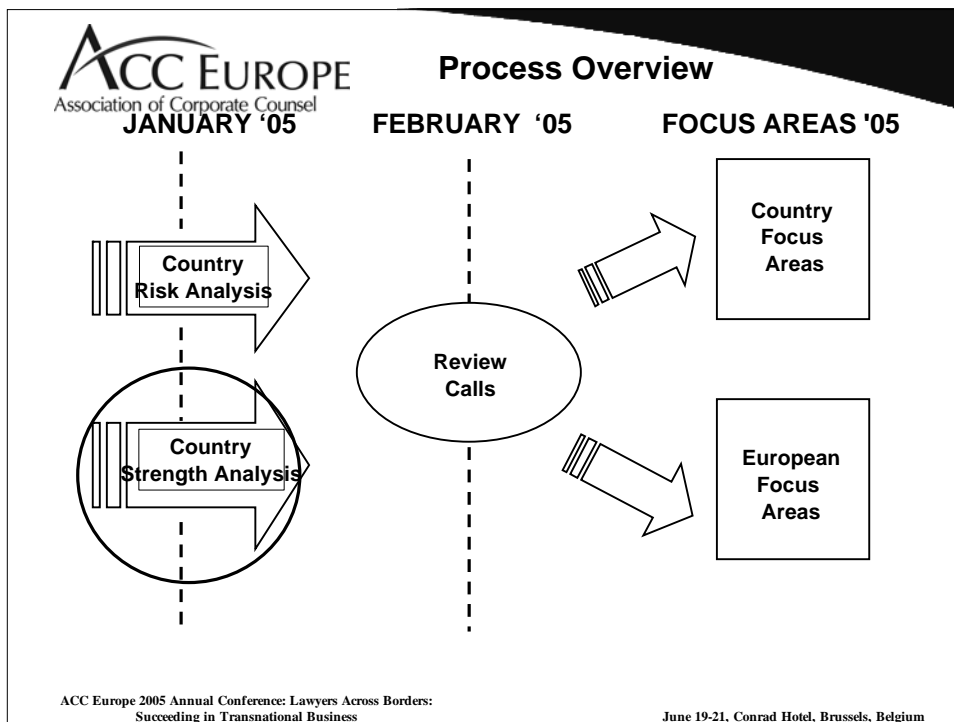 ACC EUROPE
Association of Corporate Counsel
Process Overview
JANUARY ‘05
FEBRUARY ‘05
FOCUS AREAS '05
Country
Risk Analysis
Country
Strength Analysis
Review
Calls
Country
Focus
Areas
European
Focus
Areas
ACC Europe 2005 Annual Conference: Lawyers Across Borders:
Succeeding in Transnational Business
June 19-21, Conrad Hotel, Brussels, Belgium